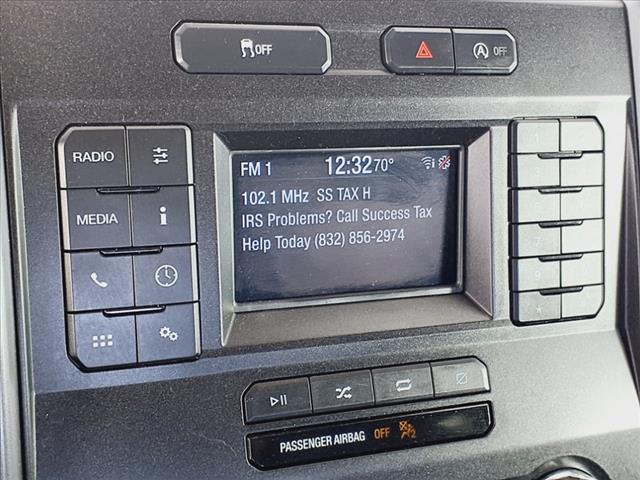 OFF
OFF
RADIO
MEDIA
i
FM 1 12:32 70°
102.1 MHz SS TAX H
IRS Problems? Call Success Tax
Help Today (832) 856-2974
PASSENGER AIRBAG OFF 2